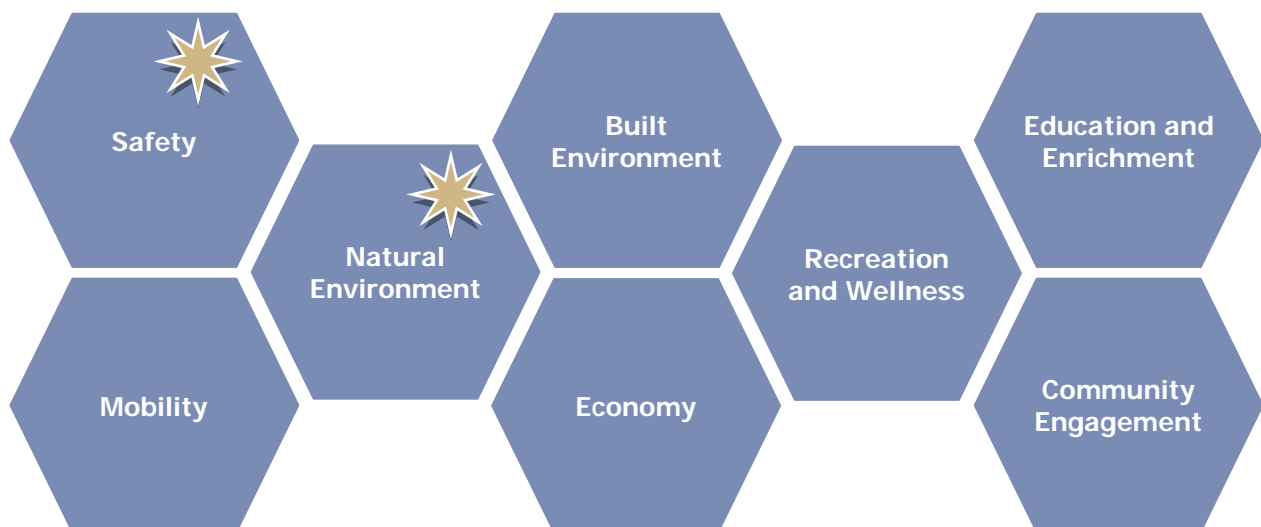 Safety
Built
Environment
Education and
Enrichment
Natural
Environment
Recreation
and Wellness
Mobility
Economy
Community
Engagement